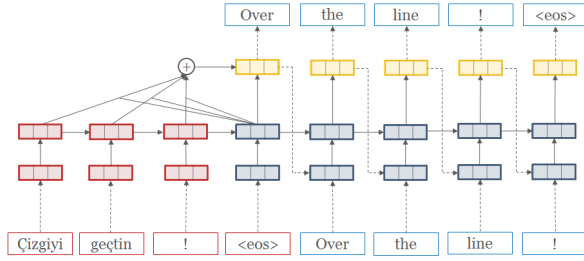 Over the line ! <eos>
+
Çizgiyi geçtin ! <eos> Over the line !